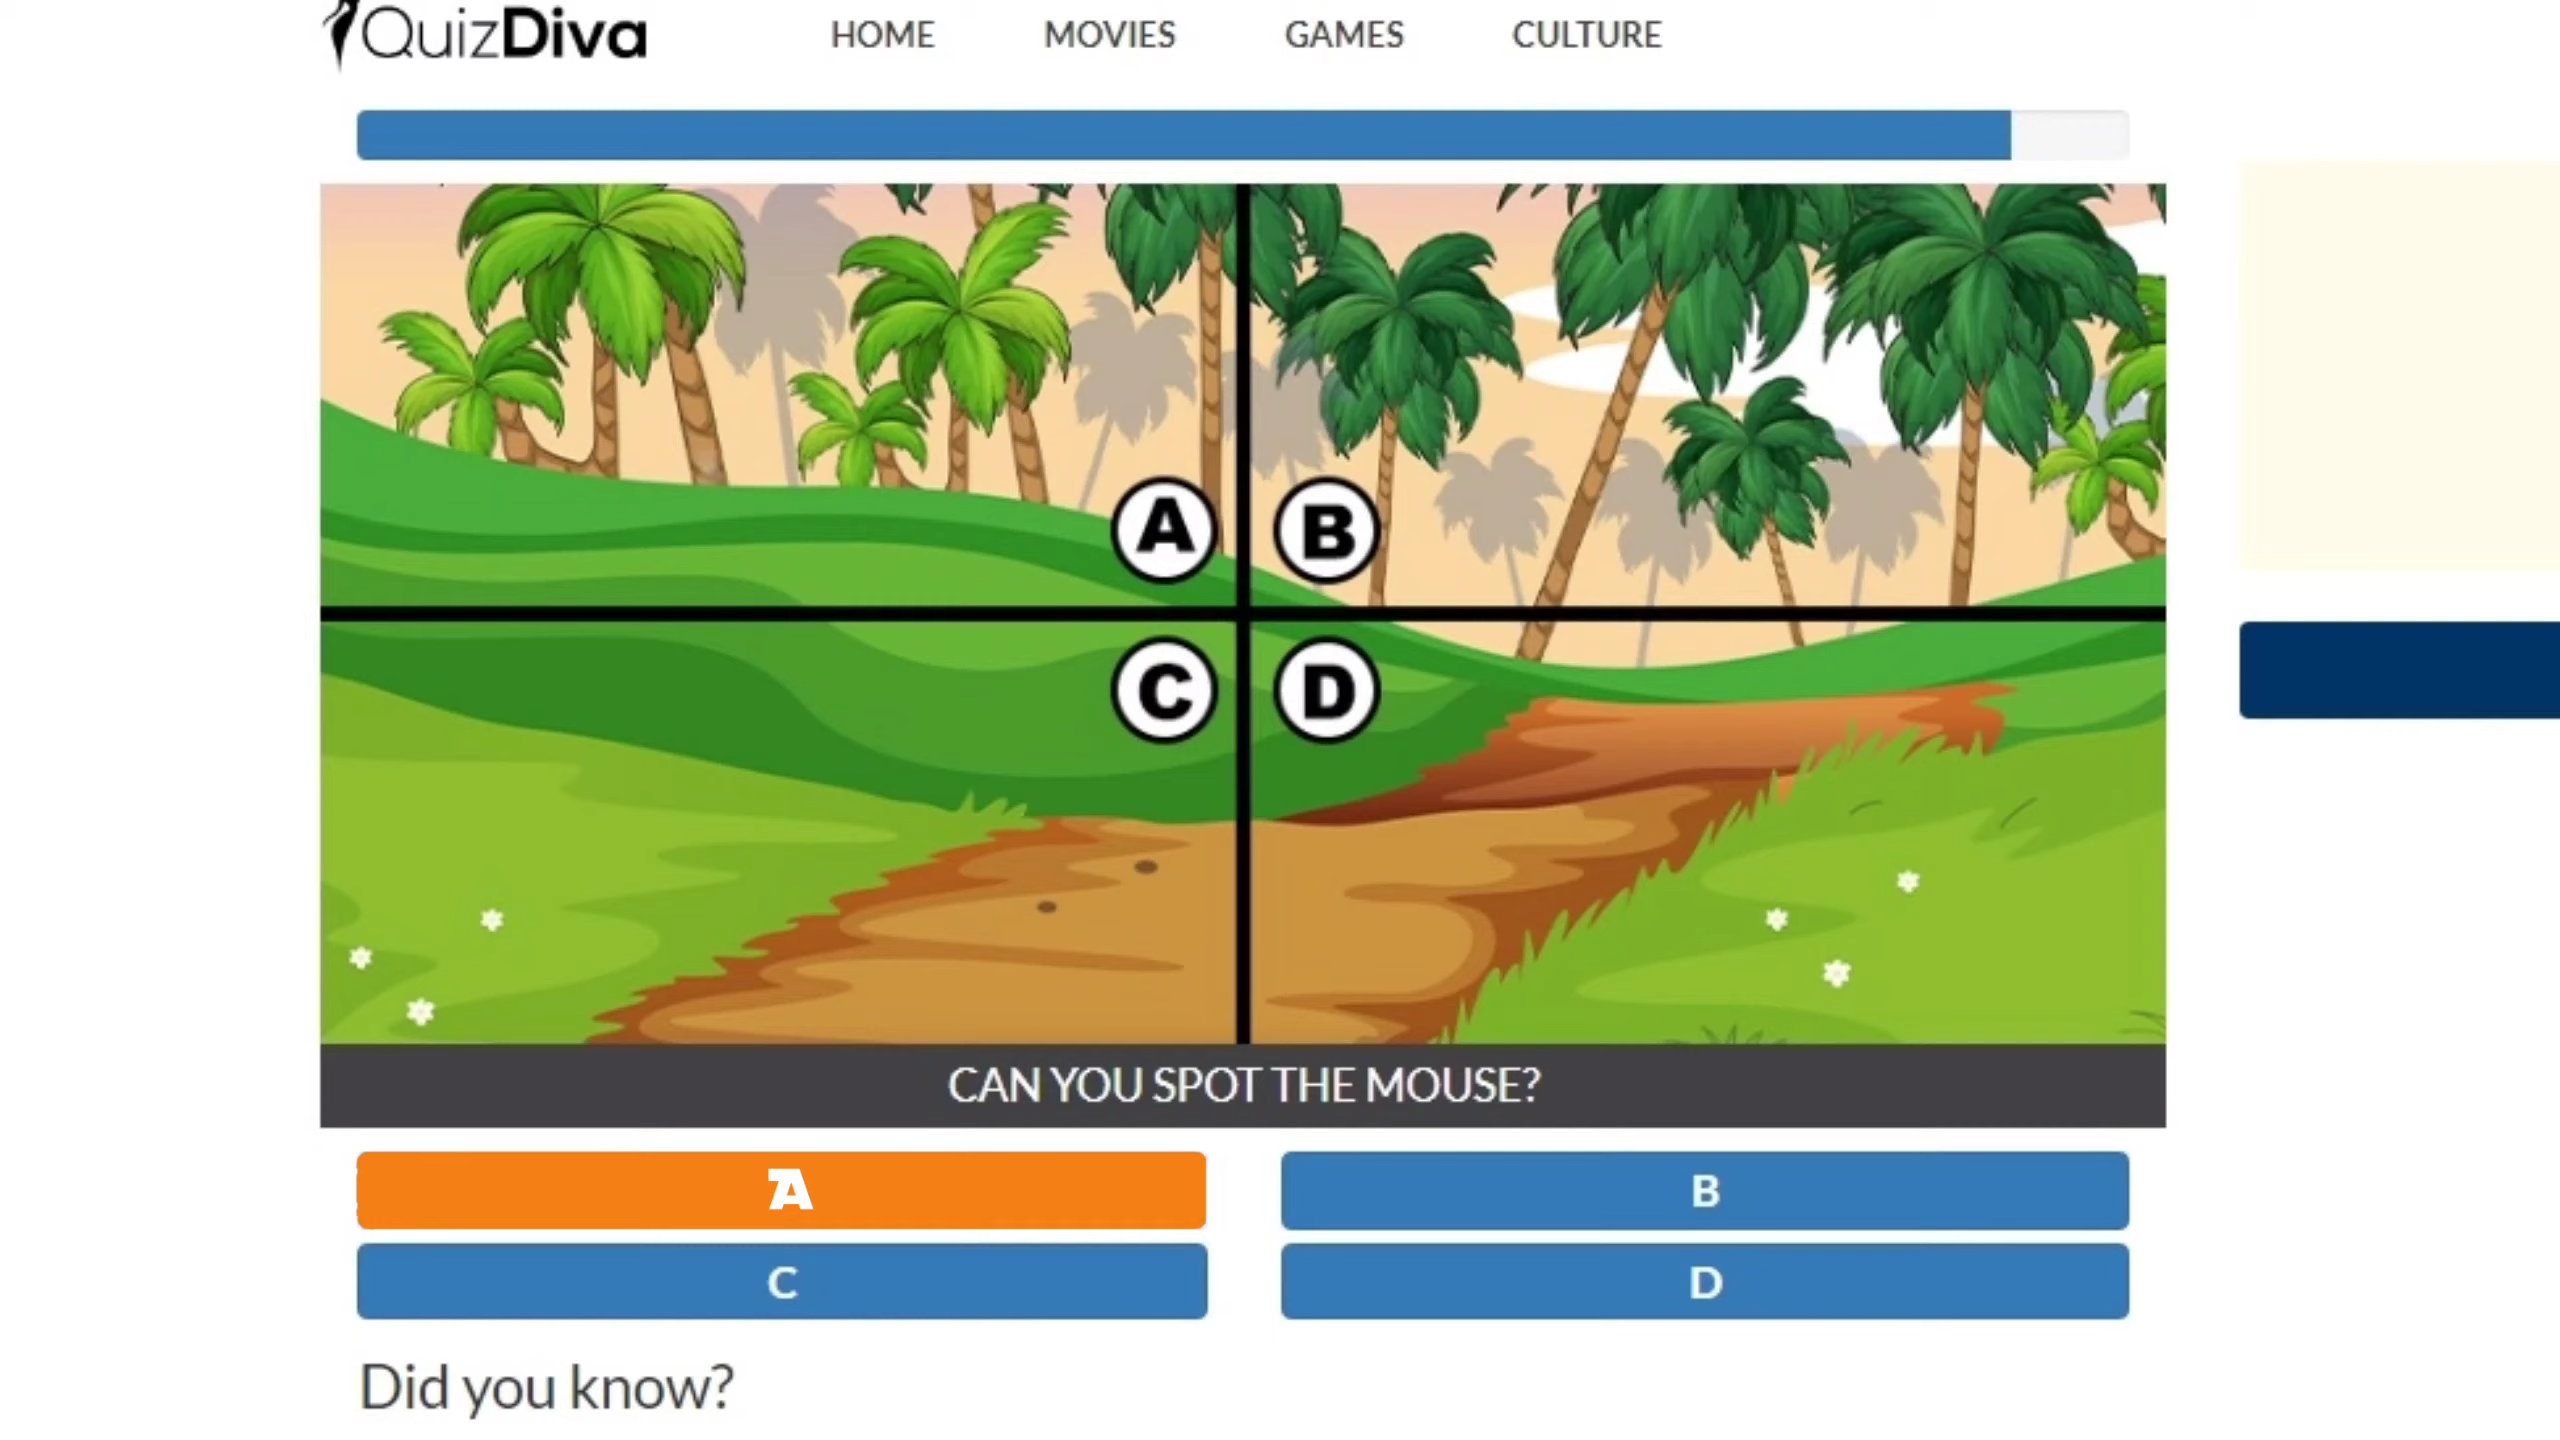 QuizDiva HOME MOVIES GAMES CULTURE
A B
C D
CAN YOU SPOT THE MOUSE?
A B
C D
Did you know?